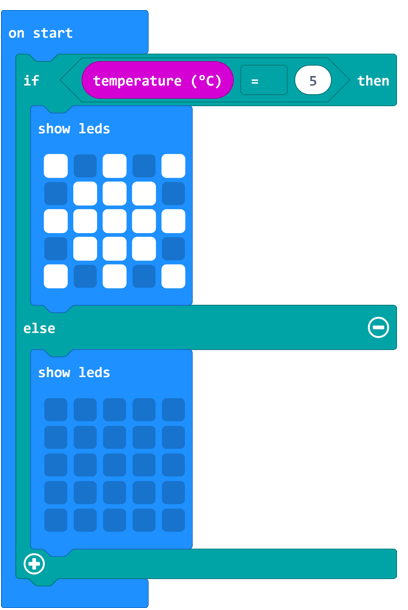 on start
if temperature (°C) = 5 then
show leds
else
show leds